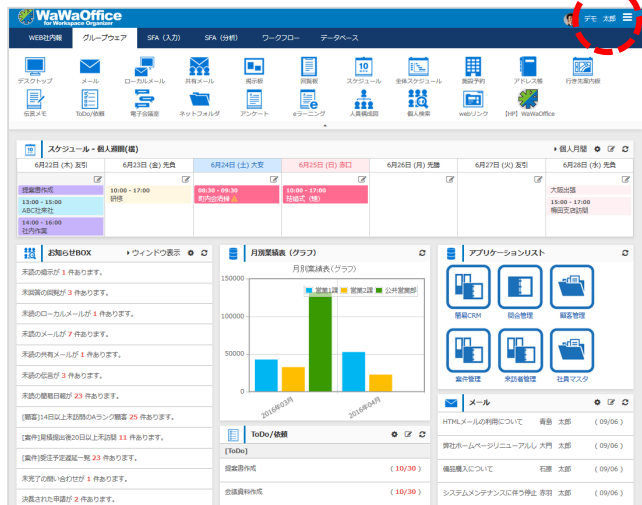 WaWaOffice
for Workspace Organizer
デモ 太郎
WEB社内報 グループウェア SFA（入力） SFA（分析） ワークフロー データベース
デスクトップ メール ローカルメール 共有メール 掲示板 回覧板 スケジュール 全体スケジュール 施設予約 アドレス帳 行き先案内板
伝言メモ ToDo/依頼 電子会議室 ネットフォルダ アンケート eラーニング 人員構成図 個人検索 webリンク 【HP】WaWaOffice
スケジュール - 個人週間(横) 個人月間
6月22日 (木) 友引 6月23日 (金) 先負 6月24日 (土) 大安 6月25日 (日) 赤口 6月26日 (月) 先勝 6月27日 (火) 友引 6月28日 (水) 先負
提案書作成 10:00 - 17:00 08:30 - 09:30 10:00 - 17:00 大阪出張
研修 町内会清掃 結婚式（姪）
13:00 - 15:00 15:00 - 17:00
ABC社来社 梅田支店訪問
14:00 - 16:00
社内作業
お知らせBOX ウィンドウ表示
未読の掲示が 1 件あります。
未回答の回覧が 3 件あります。
未読のローカルメールが 1 件あります。
未読のメールが 7 件あります。
未読の共有メールが 1 件あります。
未読の伝言が 3 件あります。
未読の簡易日報が 23 件あります。
[顧客]14日以上未訪問のAランク顧客 25 件あります。
[案件]見積提出後20日以上未訪問 11 件あります。
[案件]受注予定遅延一覧 23 件あります。
未完了の問い合わせが 1 件あります。
決裁された申請が 2 件あります。
月別業績表（グラフ）
月別業績表(グラフ)
営業1課 営業2課 公共営業部
150000
100000
50000
0
2016年03月 2016年04月
ToDo/依頼
[ToDo]
提案書作成 ( 10/30 )
会議資料作成 ( 10/30 )
アプリケーションリスト
簡易CRM 問合管理 顧客管理
案件管理 来訪者管理 社員マスタ
メール
HTMLメールの利用について 青島 太郎 ( 09/06 )
弊社ホームページリニューアルし 大門 太郎 ( 09/06 )
備品購入について 石原 太郎 ( 09/06 )
システムメンテナンスに伴う停止 赤羽 太郎 ( 09/06 )